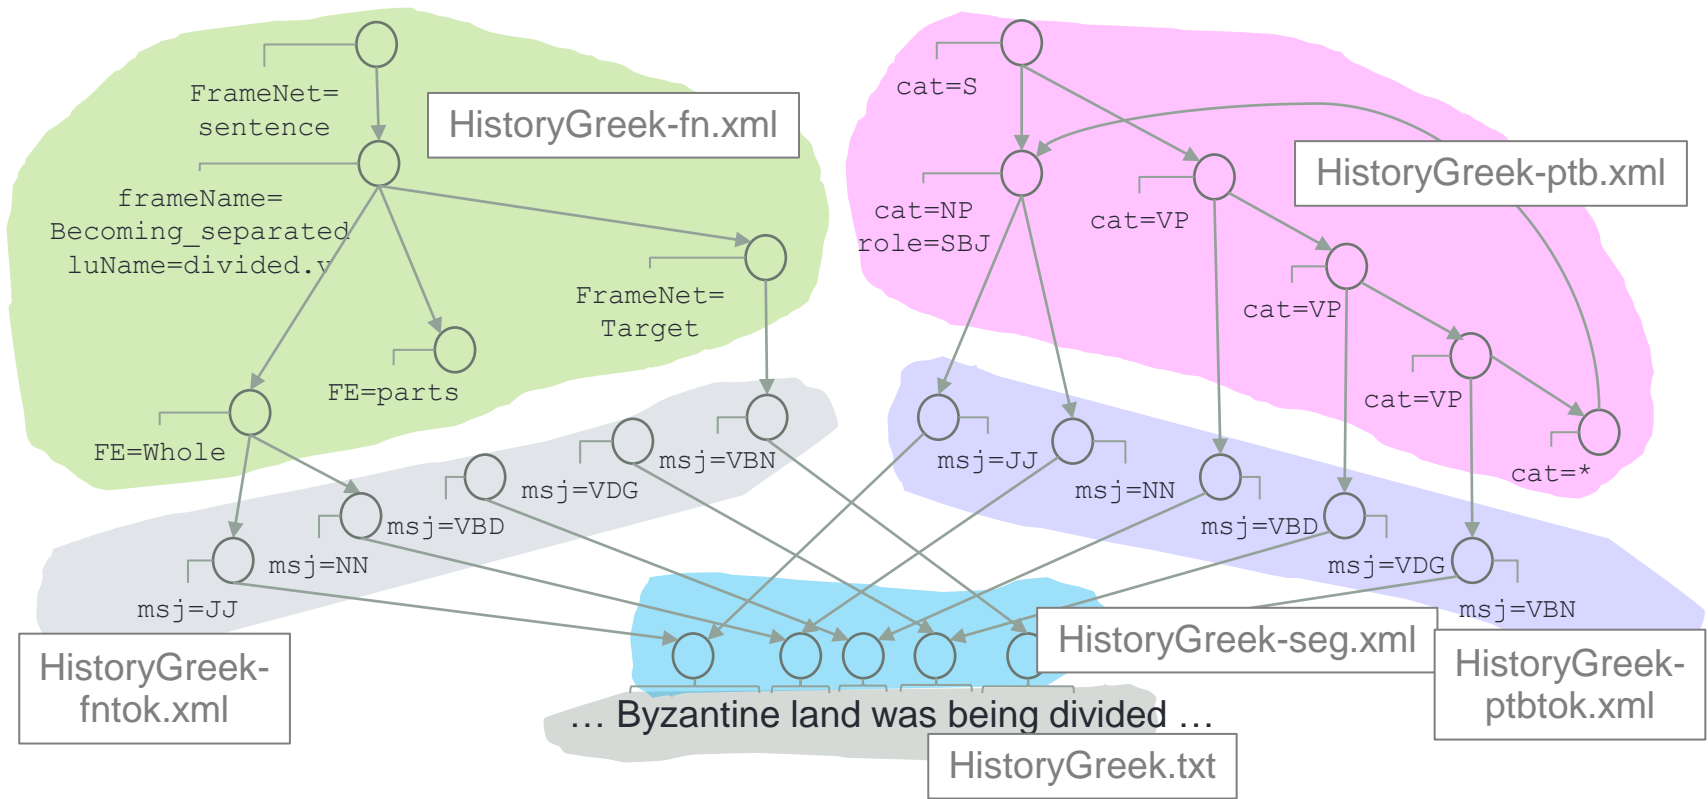 FrameNet=
sentence
HistoryGreek-fn.xml
frameName=
Becoming_separated
luName=divided.v
FrameNet=
Target
FE=parts
FE=Whole
msj=VBN
msj=VDG
msj=VBD
msj=NN
msj=JJ
HistoryGreek-
fntok.xml
cat=S
HistoryGreek-ptb.xml
cat=NP
role=SBJ
cat=VP
cat=VP
cat=VP
cat=*
msj=JJ
msj=NN
msj=VBD
msj=VDG
msj=VBN
HistoryGreek-seg.xml
HistoryGreek-
ptbtok.xml
… Byzantine land was being divided …
HistoryGreek.txt